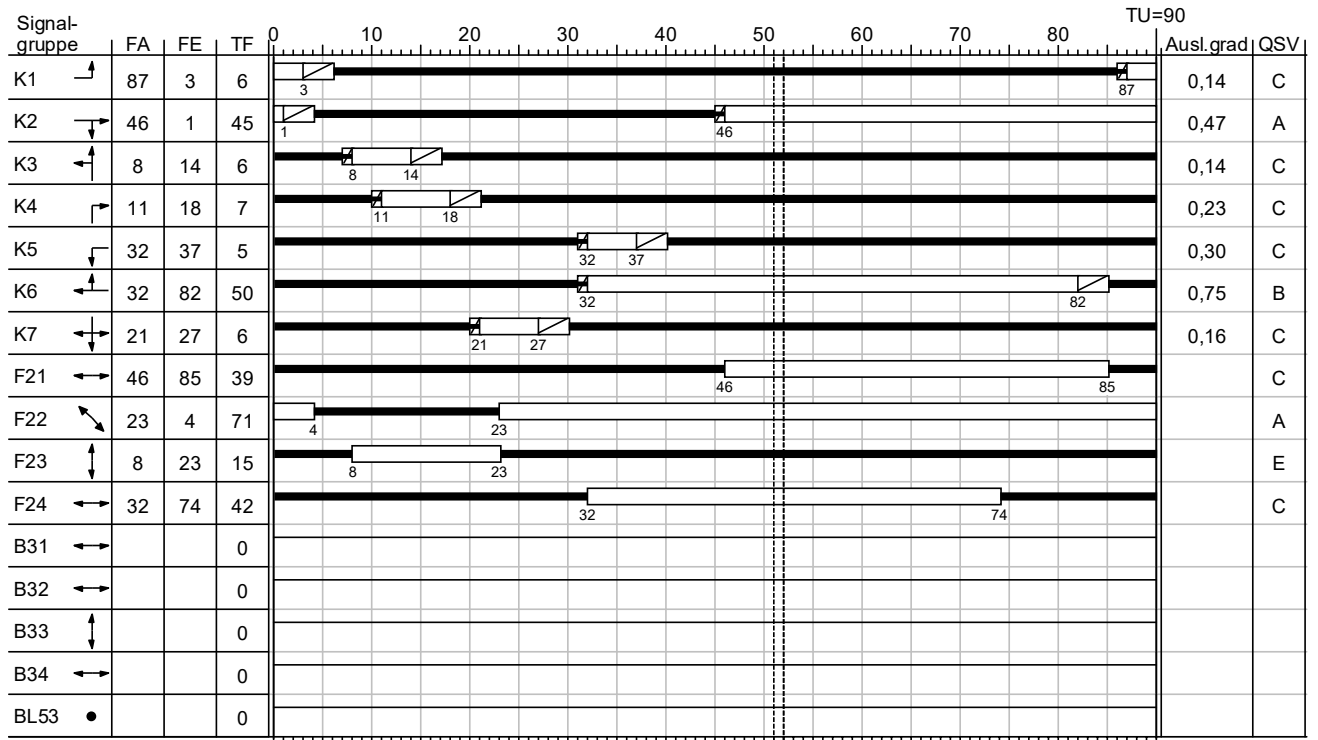 TU=90
Signal-
gruppe FA FE TF 0 10 20 30 40 50 60 70 80 Ausl.grad QSV
K1 87 3 6 0,14 C
3 87
K2 46 1 45 0,47 A
1 46
K3 8 14 6 0,14 C
8 14
K4 11 18 7 0,23 C
11 18
K5 32 37 5 0,30 C
32 37
K6 32 82 50 0,75 B
32 82
K7 21 27 6 0,16 C
21 27
F21 46 85 39 C
46 85
F22 23 4 71 A
4 23
F23 8 23 15 E
8 23
F24 32 74 42 C
32 74
B31 0
B32 0
B33 0
B34 0
BL53 0